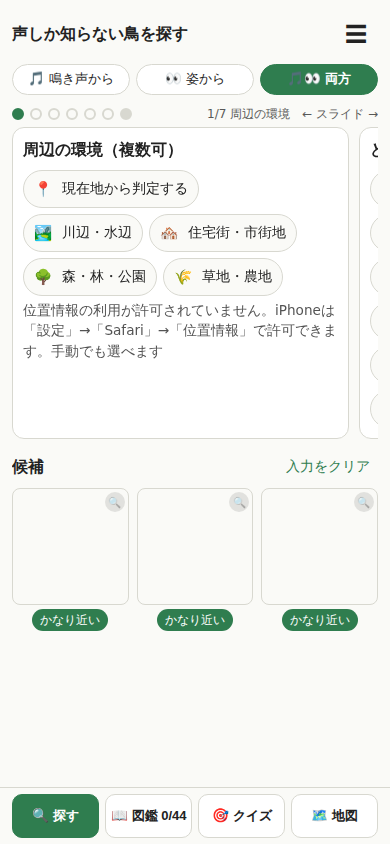 声しか知らない鳥を探す
🎵 鳴き声から
👀 姿から
🎵👀 両方
1/7 周辺の環境 ← スライド →
周辺の環境（複数可）
📍 現在地から判定する
🏞️ 川辺・水辺
🏘️ 住宅街・市街地
🌳 森・林・公園
🌾 草地・農地
位置情報の利用が許可されていません。iPhoneは
「設定」→「Safari」→「位置情報」で許可できま
す。手動でも選べます
候補
入力をクリア
かなり近い
かなり近い
かなり近い
🔍 探す
📖 図鑑 0/44
🎯 クイズ
🗺️ 地図